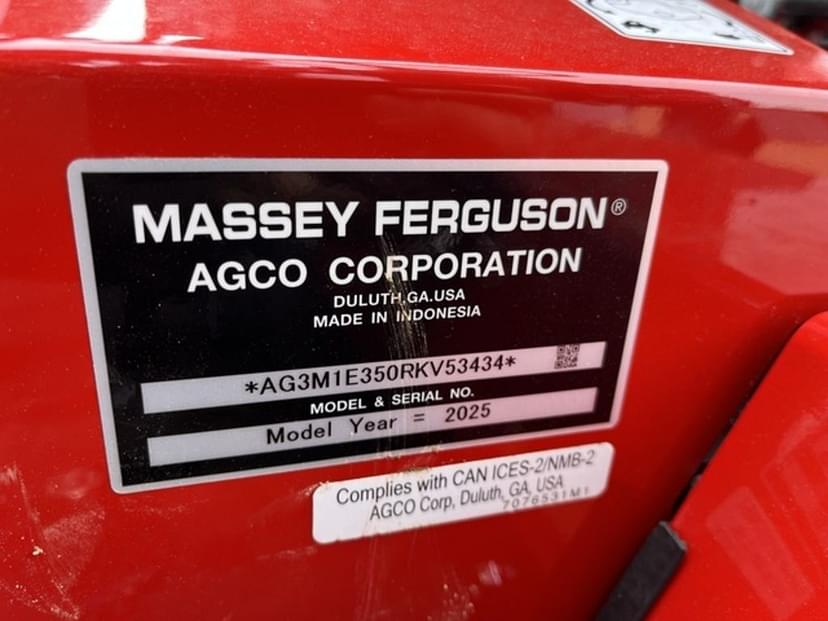 MASSEY FERGUSON®
AGCO CORPORATION
DULUTH,GA.USA
MADE IN INDONESIA
*AG3M1E350RKV53434*
MODEL & SERIAL NO.
Model Year = 2025
Complies with CAN ICES-2/NMB-2
AGCO Corp, Duluth, GA, USA
7076531M1